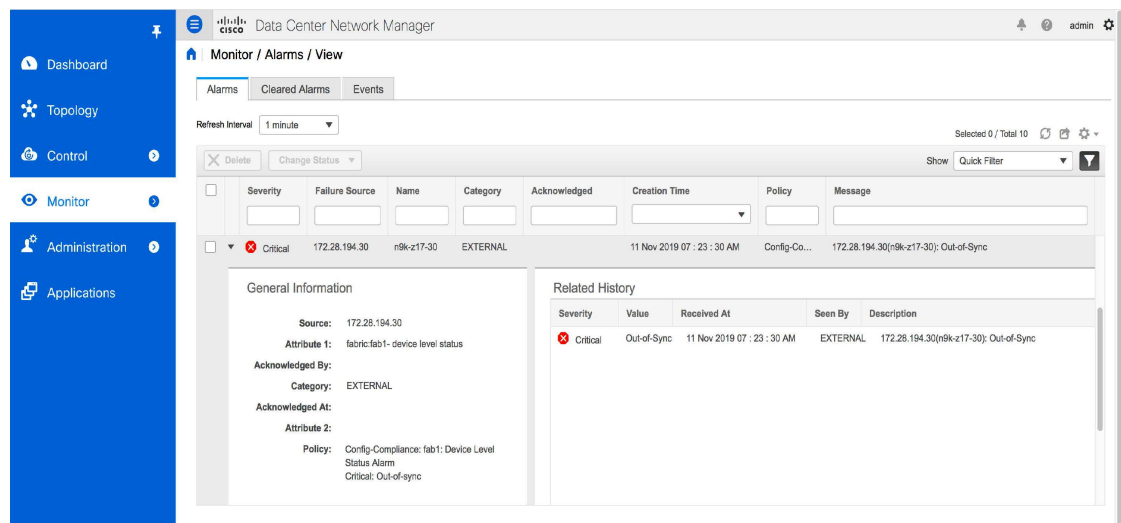 cisco Data Center Network Manager admin
Monitor / Alarms / View
Dashboard
Topology
Control
Monitor
Administration
Applications
Alarms Cleared Alarms Events
Refresh Interval 1 minute
Selected 0 / Total 10
Delete Change Status Show Quick Filter
Severity Failure Source Name Category Acknowledged Creation Time Policy Message
Critical 172.28.194.30 n9k-z17-30 EXTERNAL 11 Nov 2019 07 : 23 : 30 AM Config-Co... 172.28.194.30(n9k-z17-30): Out-of-Sync
General Information
Source: 172.28.194.30
Attribute 1: fabric:fab1- device level status
Acknowledged By:
Category: EXTERNAL
Acknowledged At:
Attribute 2:
Policy: Config-Compliance: fab1: Device Level
Status Alarm
Critical: Out-of-sync
Related History
Severity Value Received At Seen By Description
Critical Out-of-Sync 11 Nov 2019 07 : 23 : 30 AM EXTERNAL 172.28.194.30(n9k-z17-30): Out-of-Sync